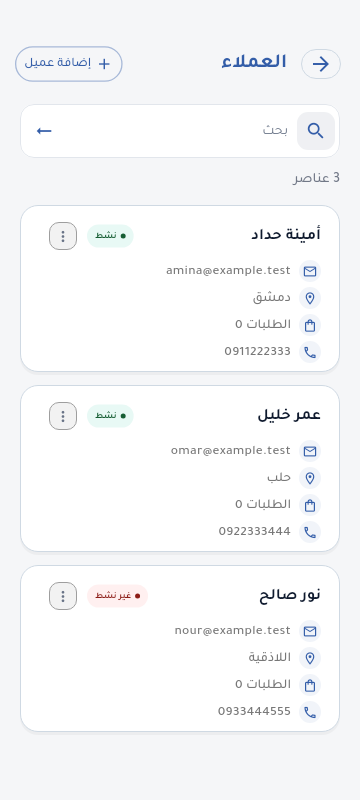 العملاء
إضافة عميل
بحث
3 عناصر
أمينة حداد
نشط
amina@example.test
دمشق
الطلبات 0
0911222333
عمر خليل
نشط
omar@example.test
حلب
الطلبات 0
0922333444
نور صالح
غير نشط
nour@example.test
اللاذقية
الطلبات 0
0933444555